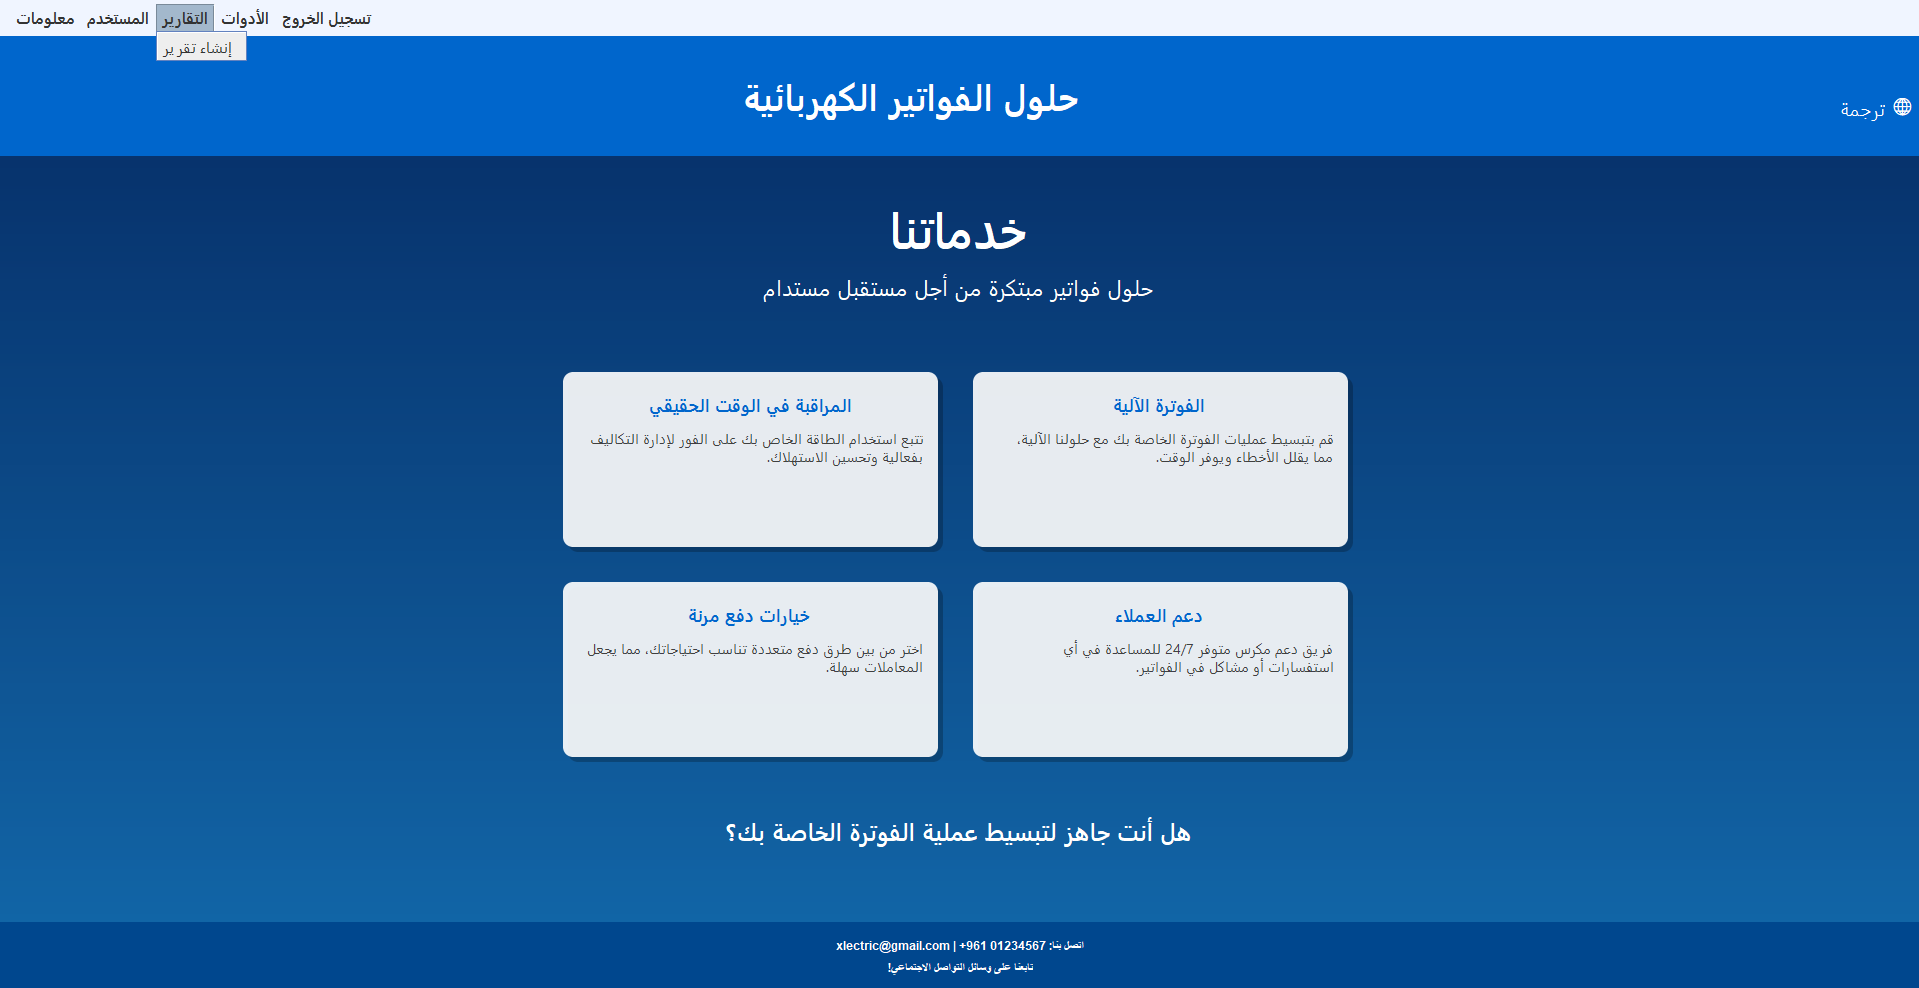 معلومات
المستخدم
التقارير
الأدوات
تسجيل الخروج
إنشاء تقرير
حلول الفواتير الكهربائية
ترجمة
خدماتنا
حلول فواتير مبتكرة من أجل مستقبل مستدام
الفوترة الآلية
قم بتبسيط عمليات الفوترة الخاصة بك مع حلولنا الآلية،
مما يقلل الأخطاء ويوفر الوقت.
المراقبة في الوقت الحقيقي
تتبع استخدام الطاقة الخاص بك على الفور لإدارة التكاليف
بفعالية وتحسين الاستهلاك.
دعم العملاء
فريق دعم مكرس متوفر 24/7 للمساعدة في أي
استفسارات أو مشاكل في الفواتير.
خيارات دفع مرنة
اختر من بين طرق دفع متعددة تناسب احتياجاتك، مما يجعل
المعاملات سهلة.
هل أنت جاهز لتبسيط عملية الفوترة الخاصة بك؟
اتصل بنا: xlectric@gmail.com | +961 01234567
تابعنا على وسائل التواصل الاجتماعي!